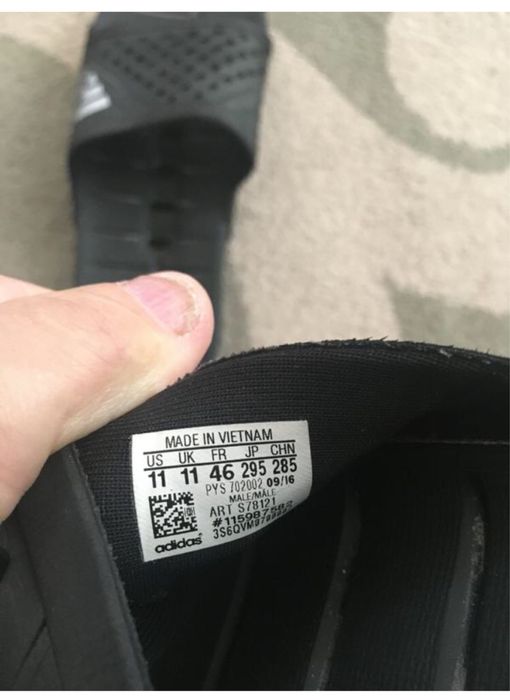 MADE IN VIETNAM
US UK FR JP CHN
11 11 46 295 285
PYS 702002 09/16
MALE/MALE
ART S78121
adidas